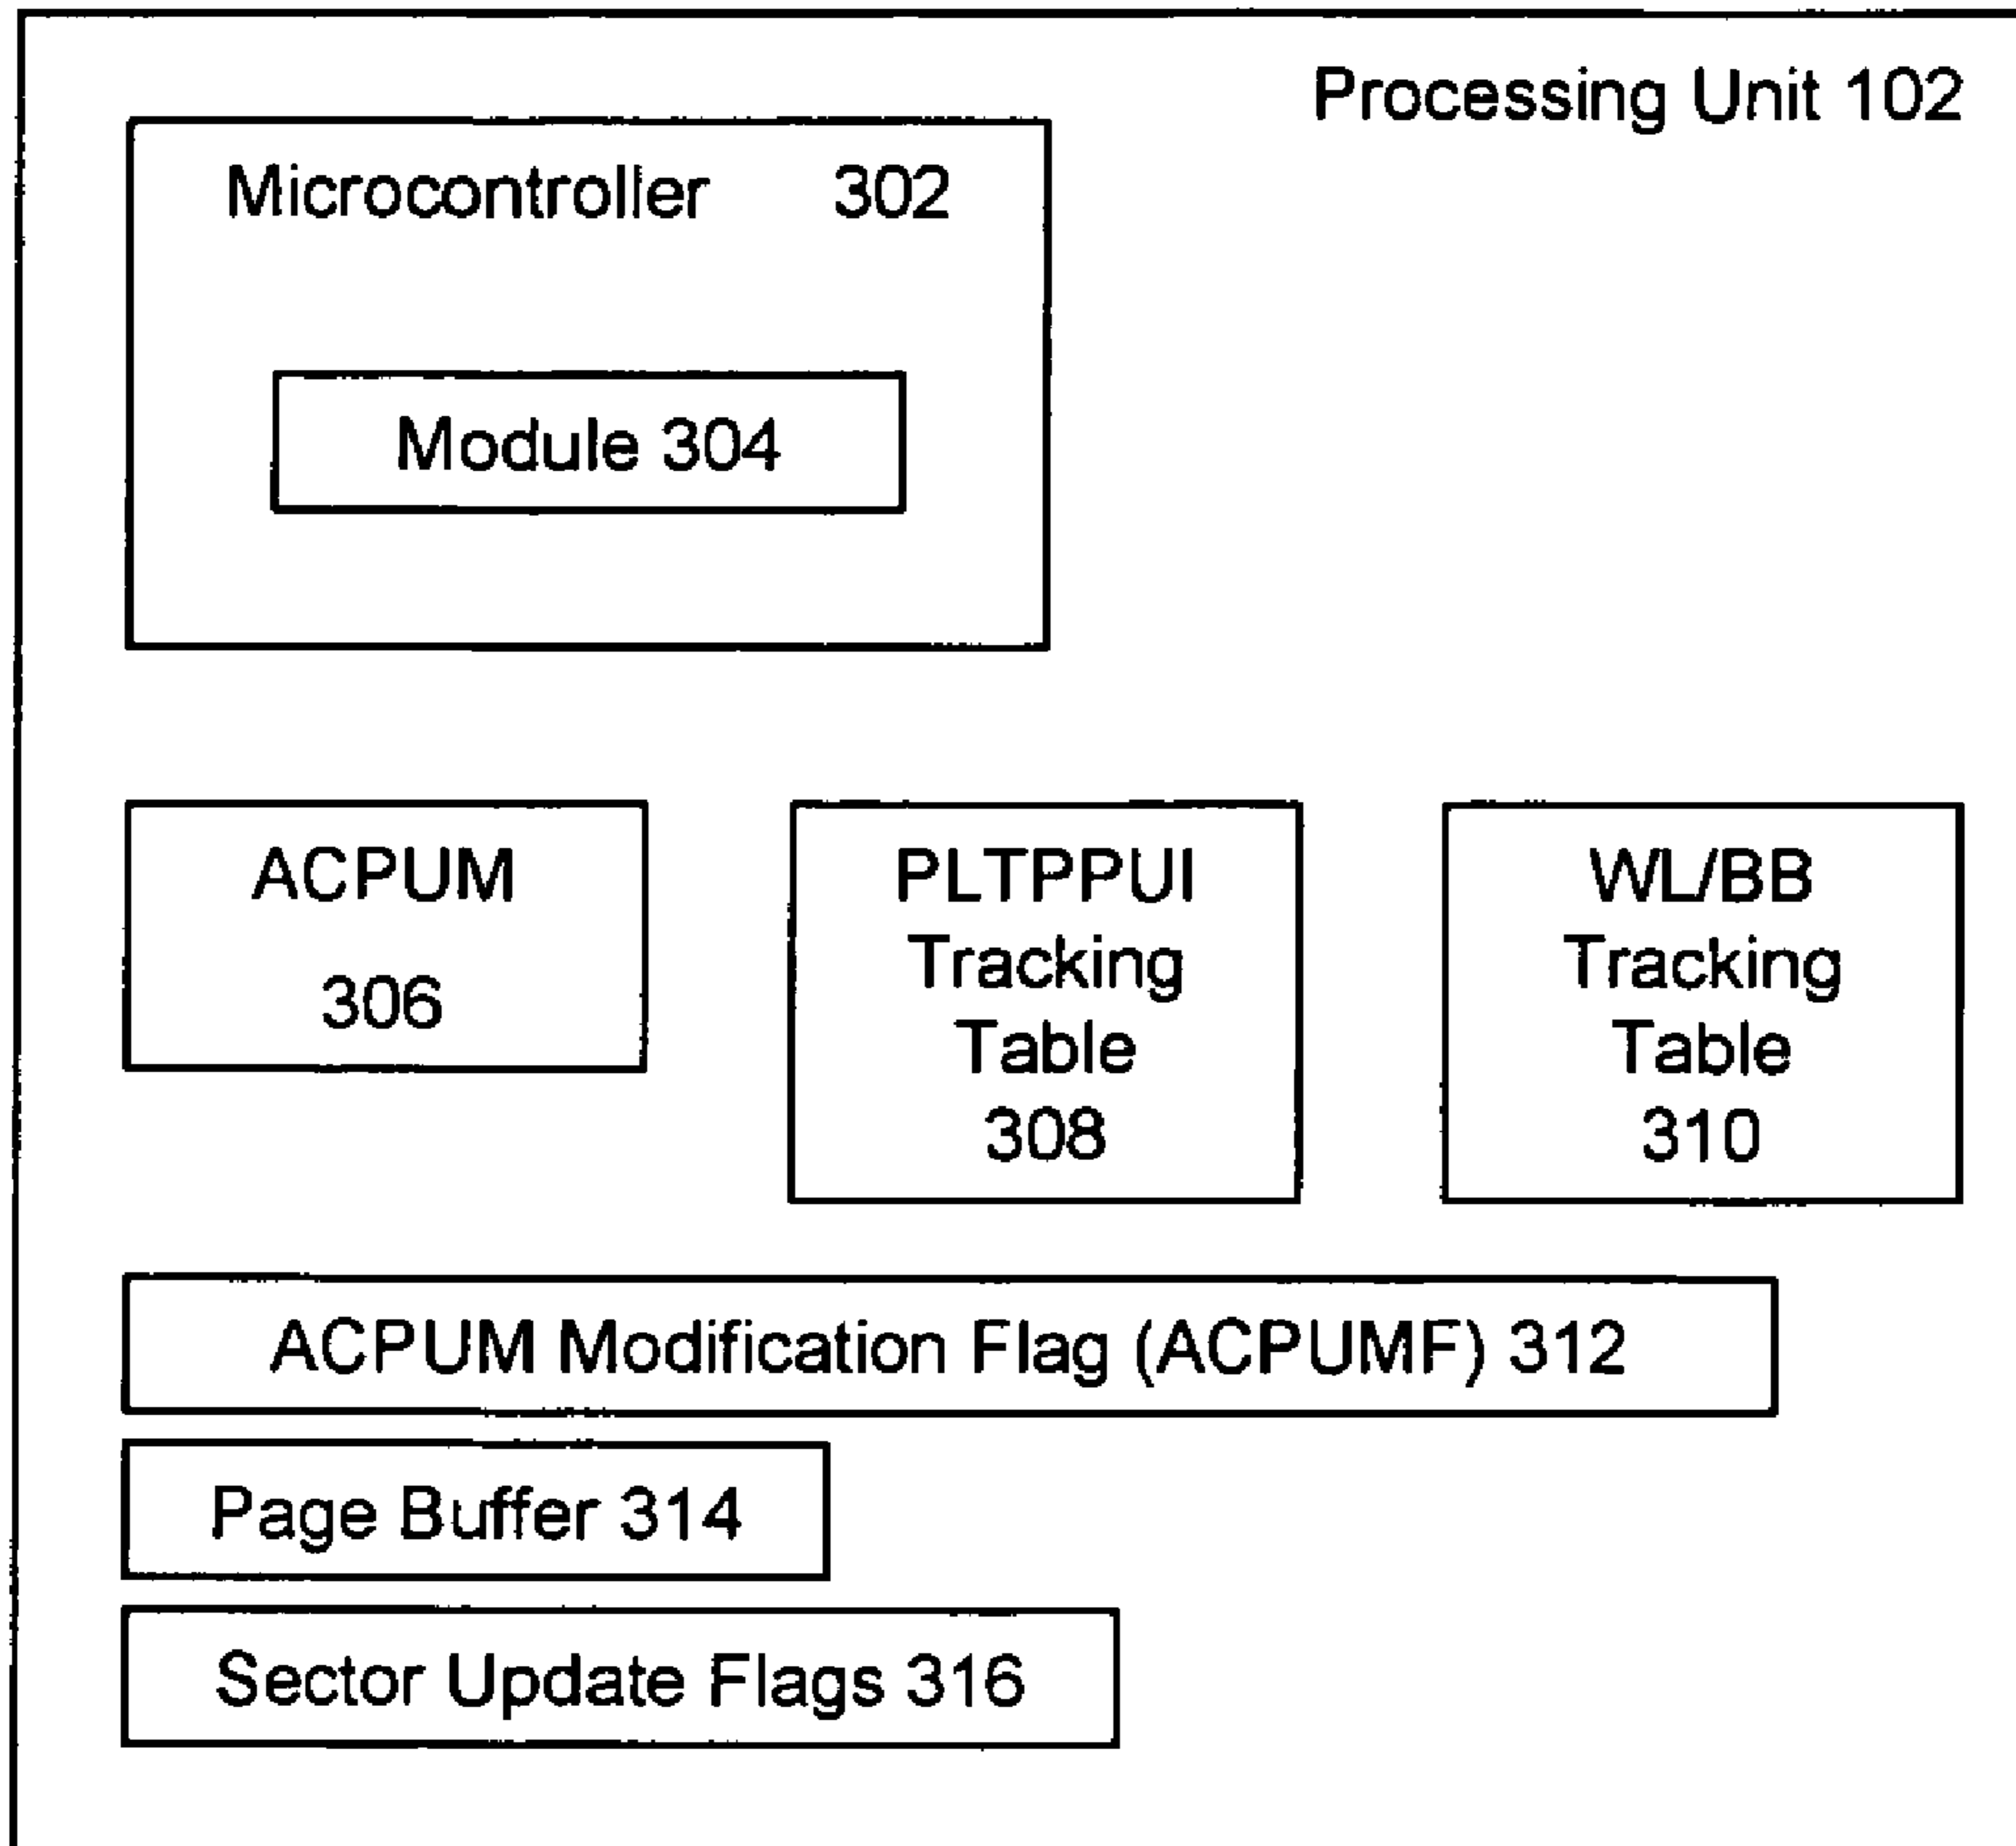 Processing Unit 102
Microcontroller 302
Module 304
ACPUM
306
PLTPPUI
Tracking
Table
308
WL/BB
Tracking
Table
310
ACPUM Modification Flag (ACPUMF) 312
Page Buffer 314
Sector Update Flags 316